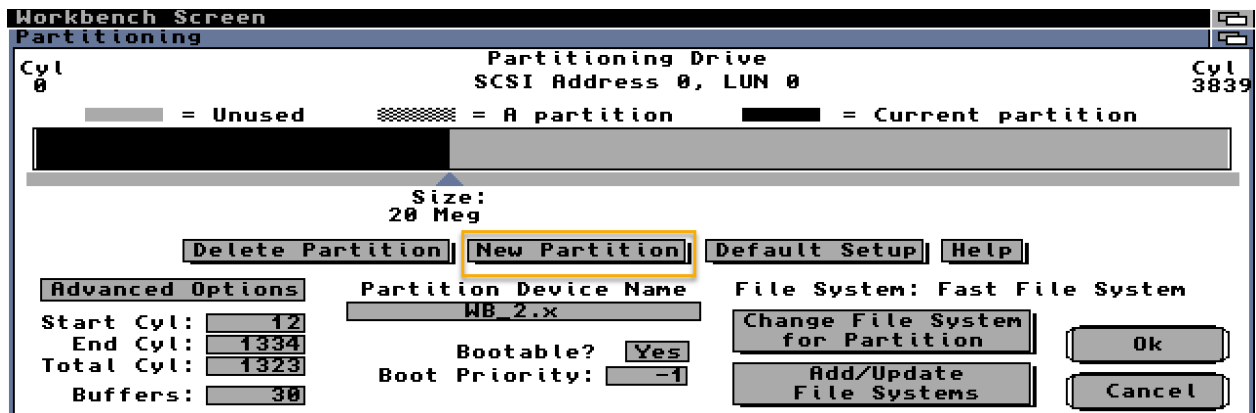 Workbench Screen
Partitioning
Partitioning Drive
Cyl
0
SCSI Address 0, LUN 0
Cyl
3839
= Unused
= A partition
= Current partition
Size:
20 Meg
Delete Partition
New Partition
Default Setup
Help
Advanced Options
Partition Device Name
File System: Fast File System
WB_2.x
Start Cyl: 12
End Cyl: 1334
Total Cyl: 1323
Buffers: 30
Bootable? Yes
Boot Priority: -1
Change File System
for Partition
Add/Update
File Systems
Ok
Cancel